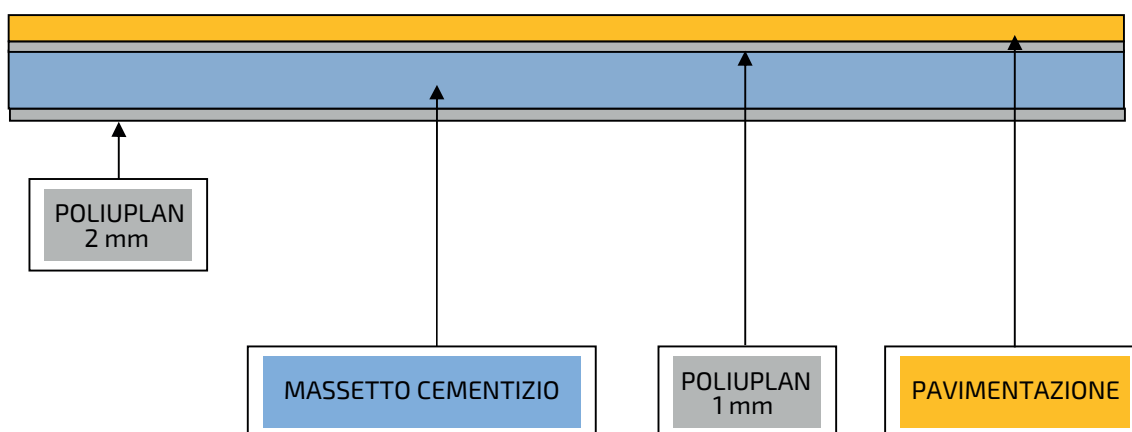 POLIUPLAN
2 mm
MASSETTO CEMENTIZIO
POLIUPLAN
1 mm
PAVIMENTAZIONE